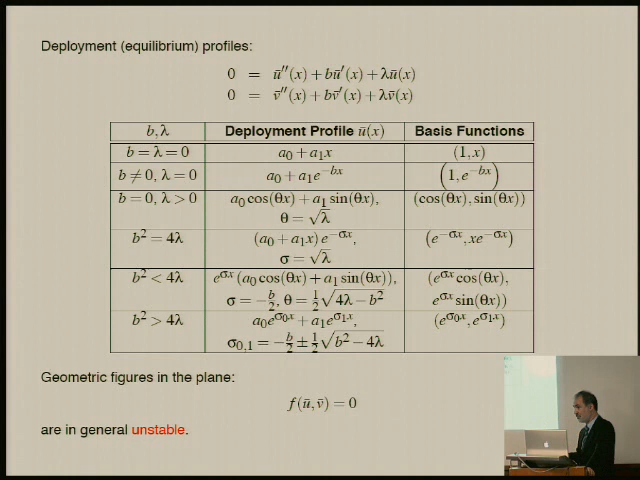 Deployment (equilibrium) profiles:
0 = ū″(x) + bū′(x) + λū(x)
0 = v̄″(x) + bv̄′(x) + λv̄(x)
b, λ Deployment Profile ū(x) Basis Functions
b = λ = 0 a₀ + a₁x (1, x)
b ≠ 0, λ = 0 a₀ + a₁e^{−bx} (1, e^{−bx})
b = 0, λ > 0 a₀ cos(θx) + a₁ sin(θx), (cos(θx), sin(θx))
θ = √λ
b² = 4λ (a₀ + a₁x) e^{−σx}, (e^{−σx}, xe^{−σx})
σ = √λ
b² < 4λ e^{σx} (a₀ cos(θx) + a₁ sin(θx)), (e^{σx} cos(θx),
σ = −b/2, θ = ½√(4λ − b²) e^{σx} sin(θx))
b² > 4λ a₀e^{σ₀x} + a₁e^{σ₁x}, (e^{σ₀x}, e^{σ₁x})
σ₀,₁ = −b/2 ± ½√(b² − 4λ)
Geometric figures in the plane:
f(ū, v̄) = 0
are in general unstable.